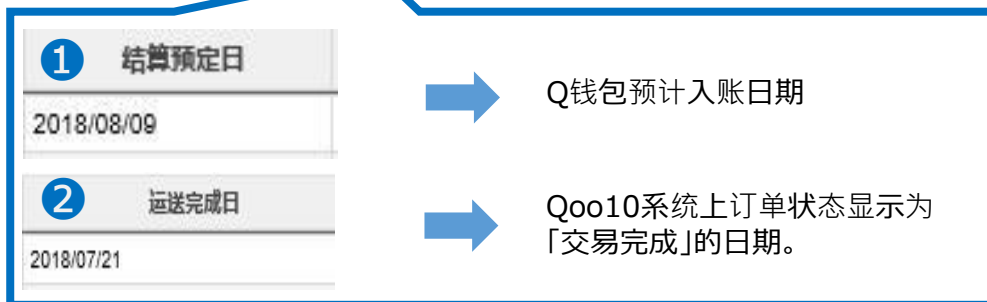 1 结算预定日
Q钱包预计入账日期
2018/08/09
2 运送完成日
Qoo10系统上订单状态显示为
「交易完成」的日期。
2018/07/21